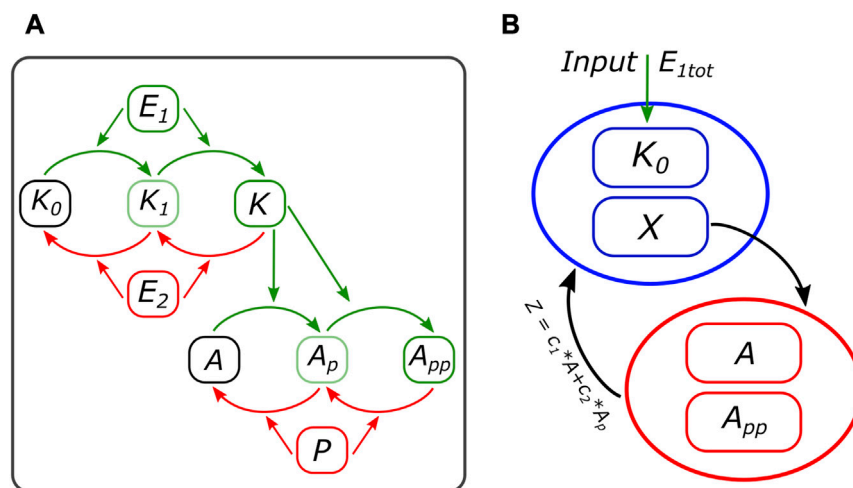 A
E₁
K₀ K₁ K
E₂
A Aₚ Aₚₚ
P
B
Input E₁ₜₒₜ
K₀
X
Z = c₁*A+c₂*Aₚ
A
Aₚₚ